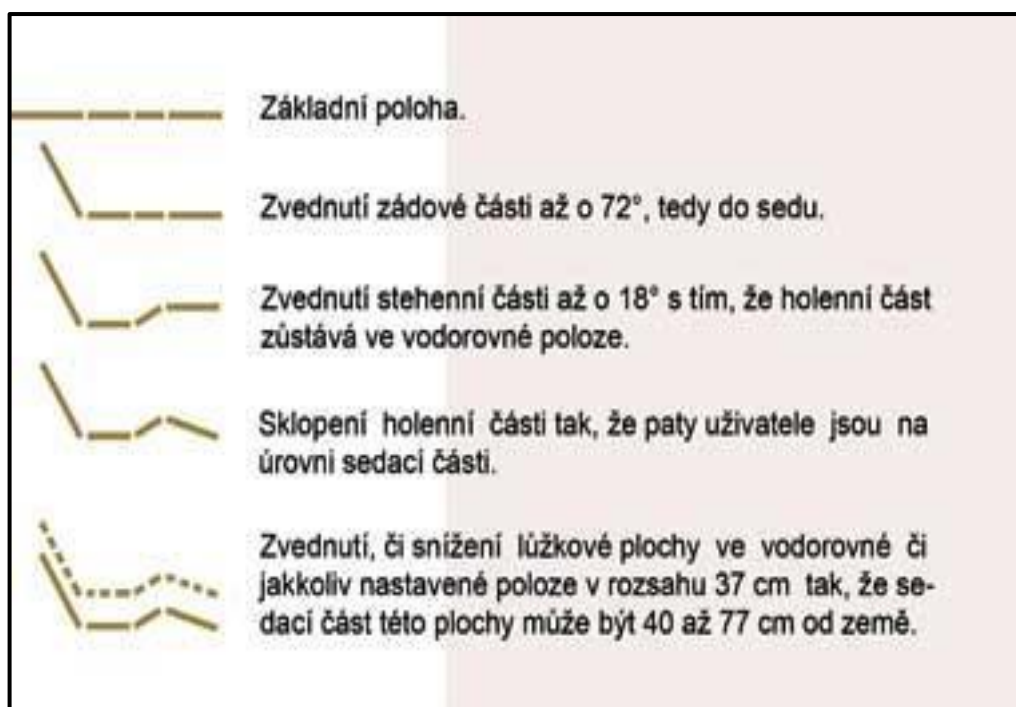 Základní poloha.
Zvednutí zádové části až o 72°, tedy do sedu.
Zvednutí stehenní části až o 18° s tím, že holenní část
zůstává ve vodorovné poloze.
Sklopení holenní části tak, že paty uživatele jsou na
úrovni sedací části.
Zvednutí, či snížení lůžkové plochy ve vodorovné či
jakkoliv nastavené poloze v rozsahu 37 cm tak, že se-
dací část této plochy může být 40 až 77 cm od země.